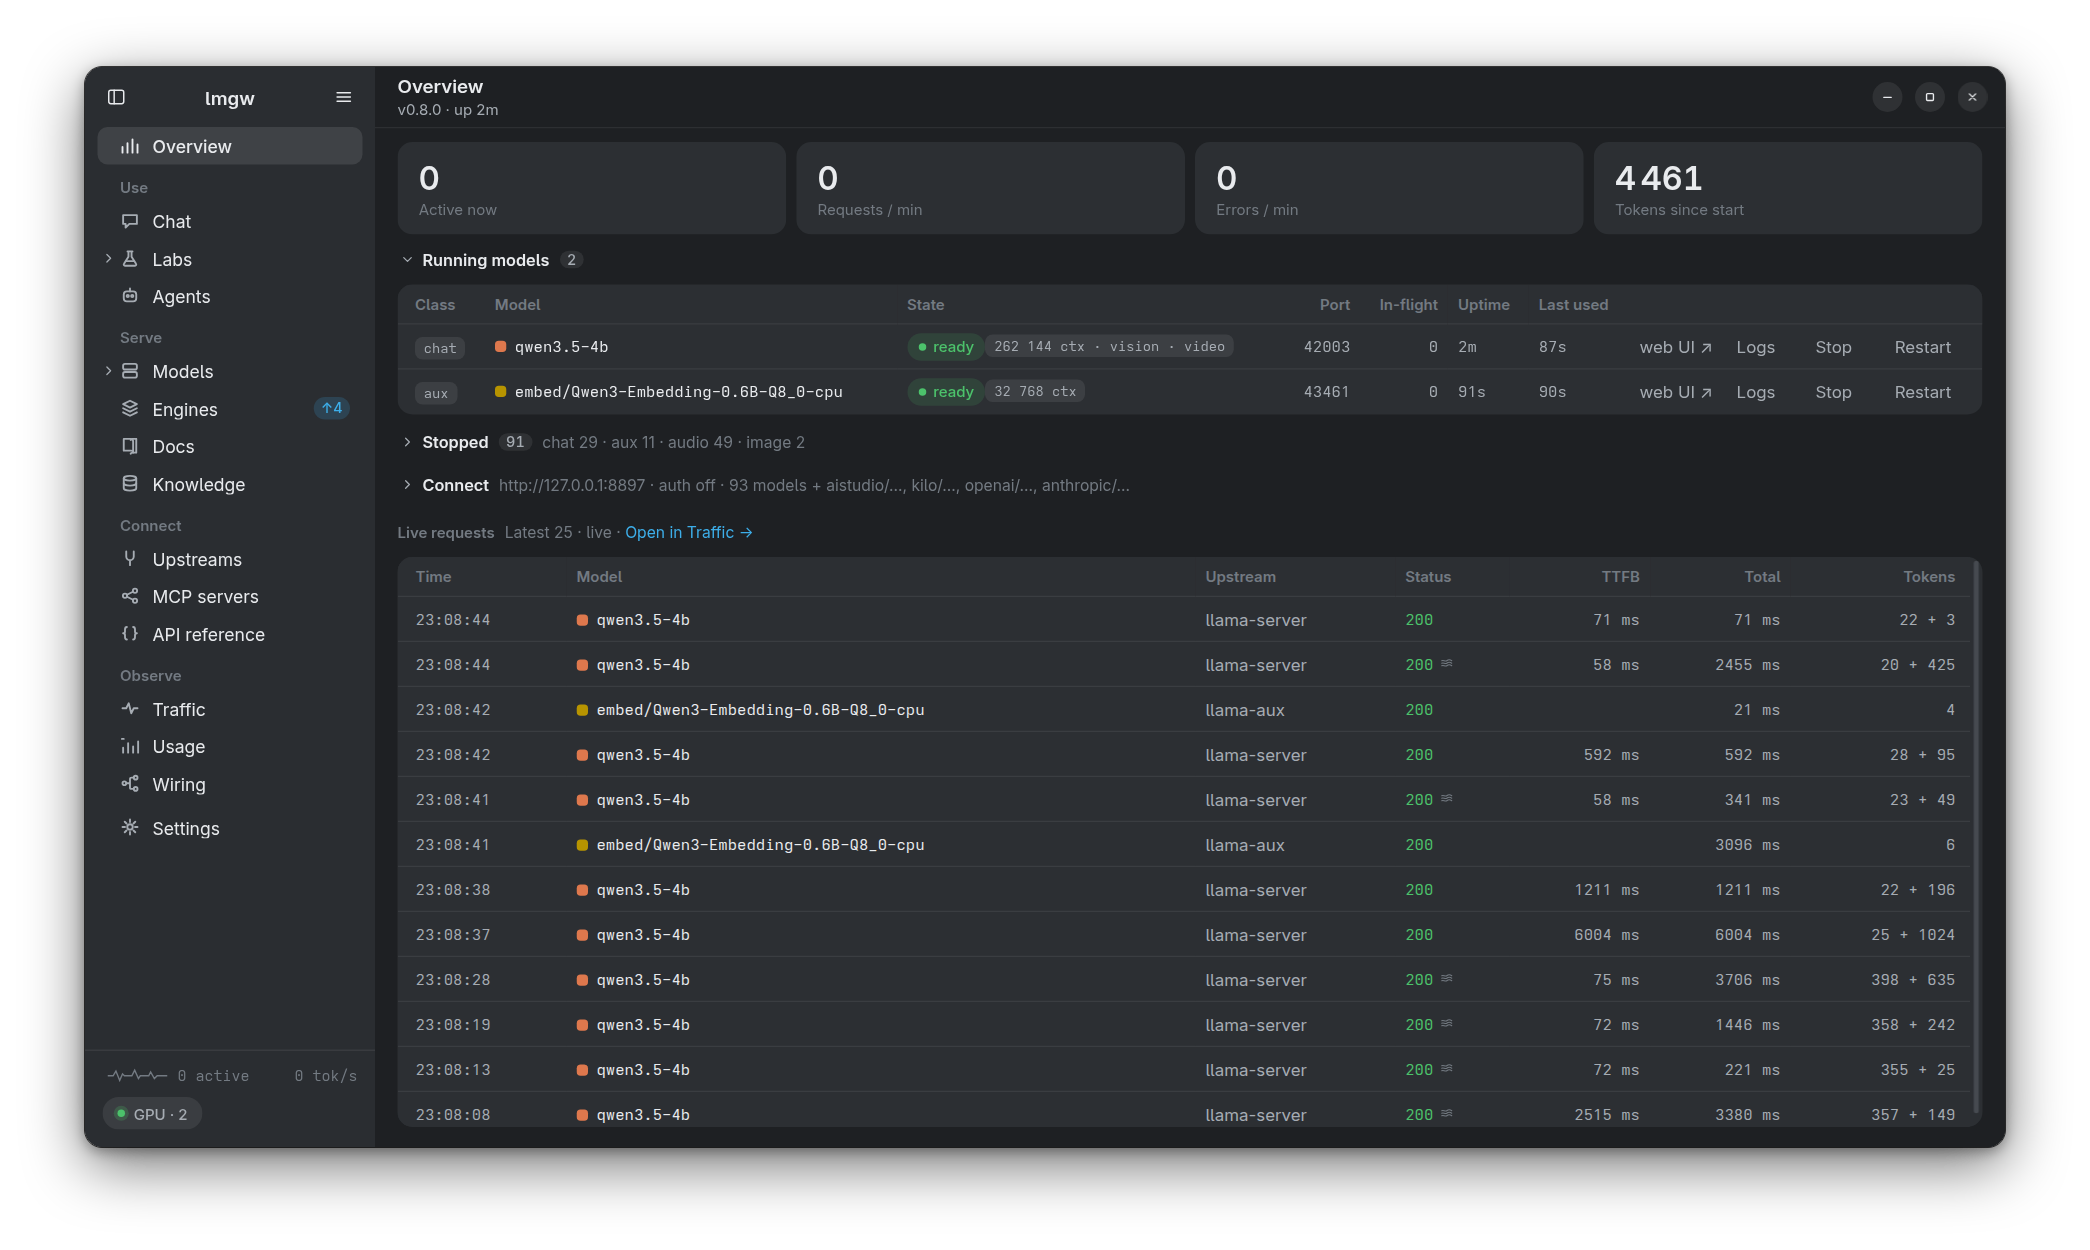 lmgw
Overview
Use
Chat
Labs
Agents
Serve
Models
Engines ↑4
Docs
Knowledge
Connect
Upstreams
MCP servers
API reference
Observe
Traffic
Usage
Wiring
Settings
0 active 0 tok/s
GPU · 2
Overview
v0.8.0 · up 2m
0
Active now
0
Requests / min
0
Errors / min
4 461
Tokens since start
Running models 2
Class Model State Port In-flight Uptime Last used
chat qwen3.5-4b ready 262 144 ctx · vision · video 42003 0 2m 87s web UI ↗ Logs Stop Restart
aux embed/Qwen3-Embedding-0.6B-Q8_0-cpu ready 32 768 ctx 43461 0 91s 90s web UI ↗ Logs Stop Restart
Stopped 91 chat 29 · aux 11 · audio 49 · image 2
Connect http://127.0.0.1:8897 · auth off · 93 models + aistudio/…, kilo/…, openai/…, anthropic/…
Live requests Latest 25 · live · Open in Traffic →
Time Model Upstream Status TTFB Total Tokens
23:08:44 qwen3.5-4b llama-server 200 71 ms 71 ms 22 + 3
23:08:44 qwen3.5-4b llama-server 200 58 ms 2455 ms 20 + 425
23:08:42 embed/Qwen3-Embedding-0.6B-Q8_0-cpu llama-aux 200 21 ms 4
23:08:42 qwen3.5-4b llama-server 200 592 ms 592 ms 28 + 95
23:08:41 qwen3.5-4b llama-server 200 58 ms 341 ms 23 + 49
23:08:41 embed/Qwen3-Embedding-0.6B-Q8_0-cpu llama-aux 200 3096 ms 6
23:08:38 qwen3.5-4b llama-server 200 1211 ms 1211 ms 22 + 196
23:08:37 qwen3.5-4b llama-server 200 6004 ms 6004 ms 25 + 1024
23:08:28 qwen3.5-4b llama-server 200 75 ms 3706 ms 398 + 635
23:08:19 qwen3.5-4b llama-server 200 72 ms 1446 ms 358 + 242
23:08:13 qwen3.5-4b llama-server 200 72 ms 221 ms 355 + 25
23:08:08 qwen3.5-4b llama-server 200 2515 ms 3380 ms 357 + 149